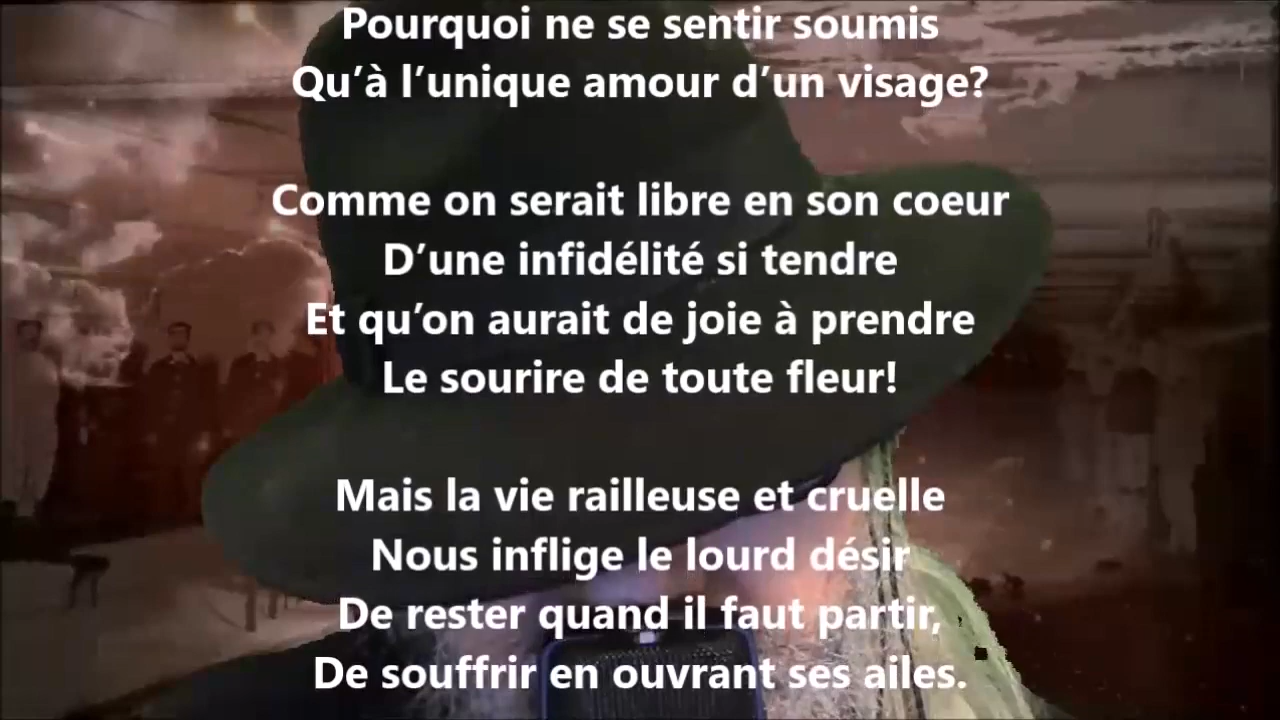 Pourquoi ne se sentir soumis
Qu’à l’unique amour d’un visage?
Comme on serait libre en son coeur
D’une infidélité si tendre
Et qu’on aurait de joie à prendre
Le sourire de toute fleur!
Mais la vie railleuse et cruelle
Nous inflige le lourd désir
De rester quand il faut partir,
De souffrir en ouvrant ses ailes.